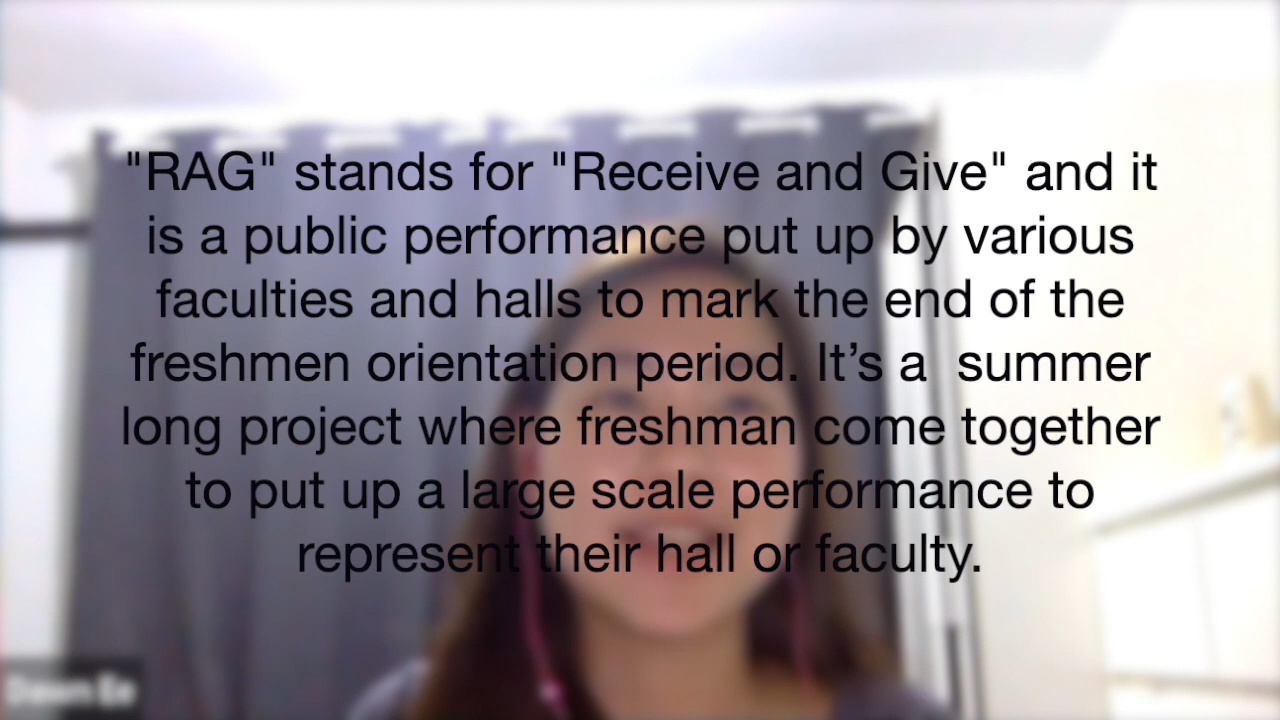 "RAG" stands for "Receive and Give" and it
is a public performance put up by various
faculties and halls to mark the end of the
freshmen orientation period. It’s a  summer
long project where freshman come together
to put up a large scale performance to
represent their hall or faculty.
Dawn Ee